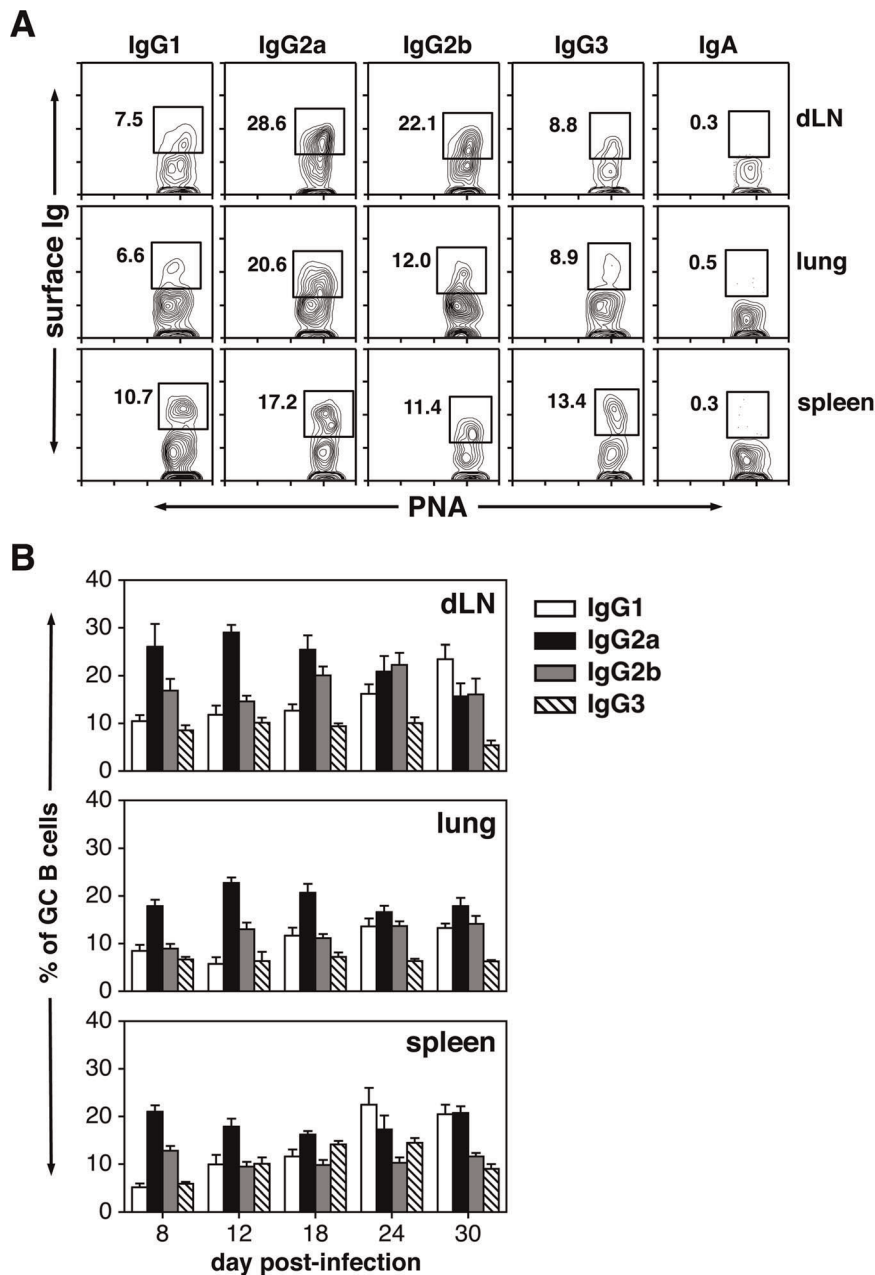 A
IgG1 IgG2a IgG2b IgG3 IgA
7.5 28.6 22.1 8.8 0.3 dLN
6.6 20.6 12.0 8.9 0.5 lung
10.7 17.2 11.4 13.4 0.3 spleen
surface Ig
PNA
B
40
30
20
10
0
dLN
IgG1
IgG2a
IgG2b
IgG3
40
30
20
10
0
lung
40
30
20
10
0
spleen
% of GC B cells
8 12 18 24 30
day post-infection